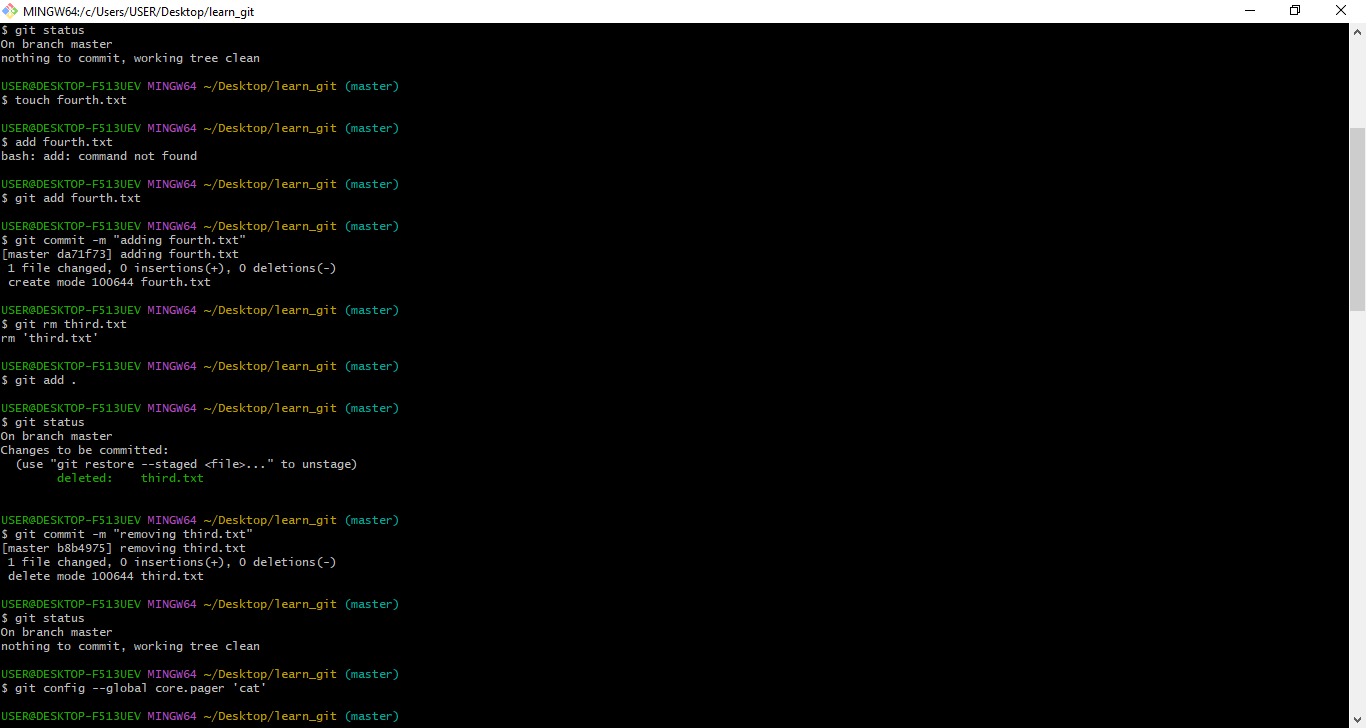 MINGW64:/c/Users/USER/Desktop/learn_git
$ git status
On branch master
nothing to commit, working tree clean
USER@DESKTOP-F513UEV MINGW64 ~/Desktop/learn_git (master)
$ touch fourth.txt
USER@DESKTOP-F513UEV MINGW64 ~/Desktop/learn_git (master)
$ add fourth.txt
bash: add: command not found
USER@DESKTOP-F513UEV MINGW64 ~/Desktop/learn_git (master)
$ git add fourth.txt
USER@DESKTOP-F513UEV MINGW64 ~/Desktop/learn_git (master)
$ git commit -m "adding fourth.txt"
[master da71f73] adding fourth.txt
 1 file changed, 0 insertions(+), 0 deletions(-)
 create mode 100644 fourth.txt
USER@DESKTOP-F513UEV MINGW64 ~/Desktop/learn_git (master)
$ git rm third.txt
rm 'third.txt'
USER@DESKTOP-F513UEV MINGW64 ~/Desktop/learn_git (master)
$ git add .
USER@DESKTOP-F513UEV MINGW64 ~/Desktop/learn_git (master)
$ git status
On branch master
Changes to be committed:
  (use "git restore --staged <file>..." to unstage)
        deleted:    third.txt
USER@DESKTOP-F513UEV MINGW64 ~/Desktop/learn_git (master)
$ git commit -m "removing third.txt"
[master b8b4975] removing third.txt
 1 file changed, 0 insertions(+), 0 deletions(-)
 delete mode 100644 third.txt
USER@DESKTOP-F513UEV MINGW64 ~/Desktop/learn_git (master)
$ git status
On branch master
nothing to commit, working tree clean
USER@DESKTOP-F513UEV MINGW64 ~/Desktop/learn_git (master)
$ git config --global core.pager 'cat'
USER@DESKTOP-F513UEV MINGW64 ~/Desktop/learn_git (master)